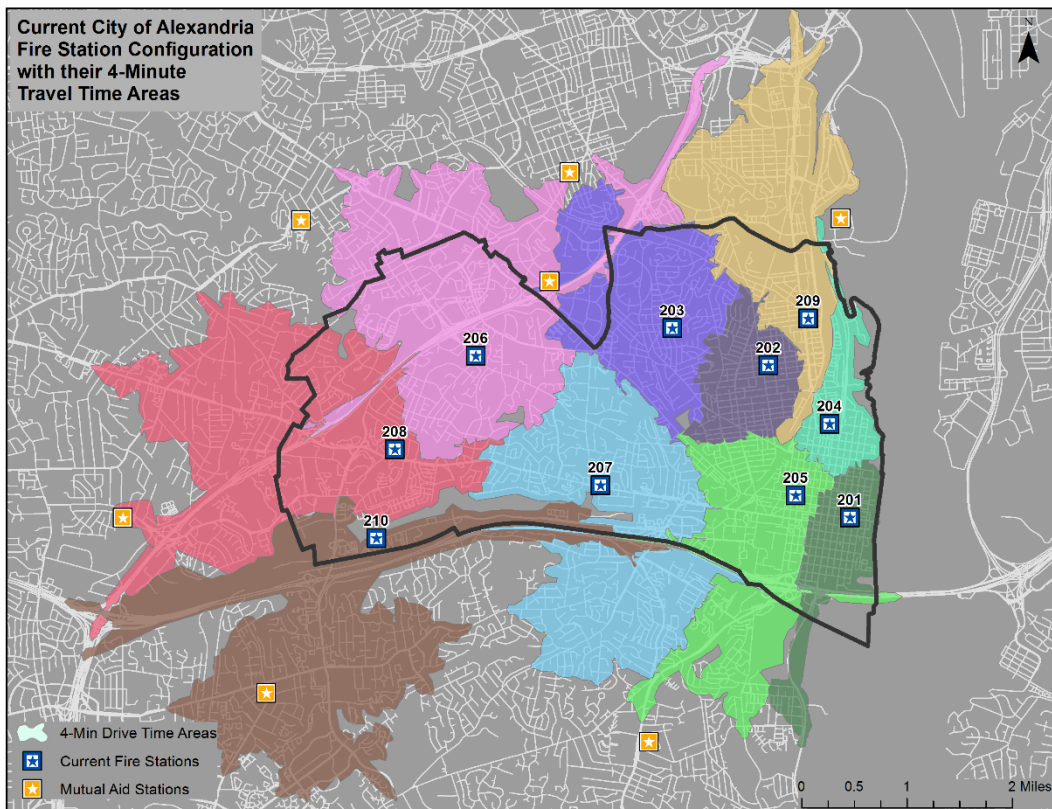 Current City of Alexandria
Fire Station Configuration
with their 4-Minute
Travel Time Areas
N
209
203
206
202
204
208
207
205
201
210
4-Min Drive Time Areas
Current Fire Stations
Mutual Aid Stations
0 0.5 1 2 Miles